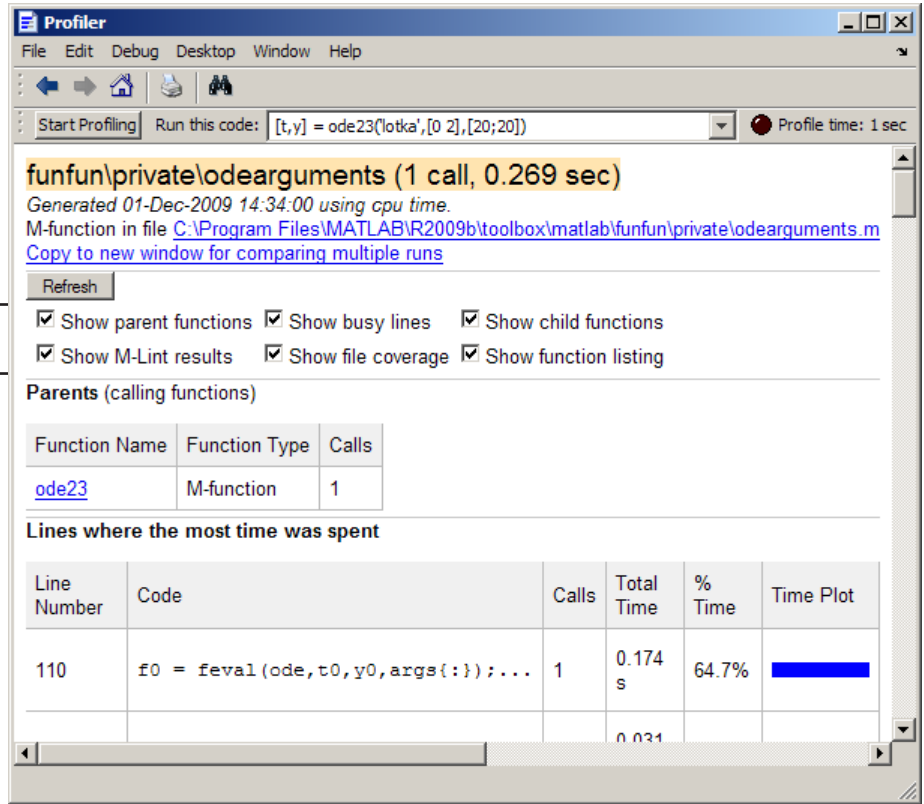 Profiler
File Edit Debug Desktop Window Help
Start Profiling Run this code: [t,y] = ode23('lotka',[0 2],[20;20]) Profile time: 1 sec
funfun\private\odearguments (1 call, 0.269 sec)
Generated 01-Dec-2009 14:34:00 using cpu time.
M-function in file C:\Program Files\MATLAB\R2009b\toolbox\matlab\funfun\private\odearguments.m
Copy to new window for comparing multiple runs
Refresh
Show parent functions Show busy lines Show child functions
Show M-Lint results Show file coverage Show function listing
Parents (calling functions)
Function Name Function Type Calls
ode23 M-function 1
Lines where the most time was spent
Line Number Code Calls Total Time % Time Time Plot
110 f0 = feval(ode,t0,y0,args{:});... 1 0.174 s 64.7%
0.031